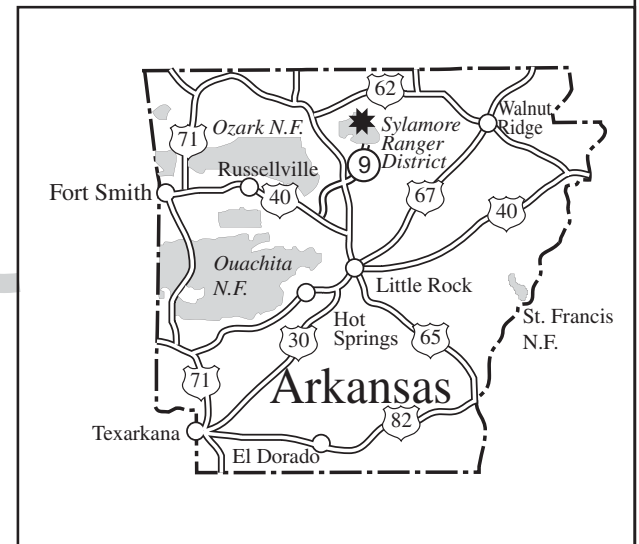 62
Walnut
Ridge
Ozark N.F.
Sylamore
Ranger
District
71
9
Russellville
Fort Smith
40
67
40
Ouachita
N.F.
Little Rock
St. Francis
N.F.
Hot
Springs
30
65
71
Arkansas
82
Texarkana
El Dorado